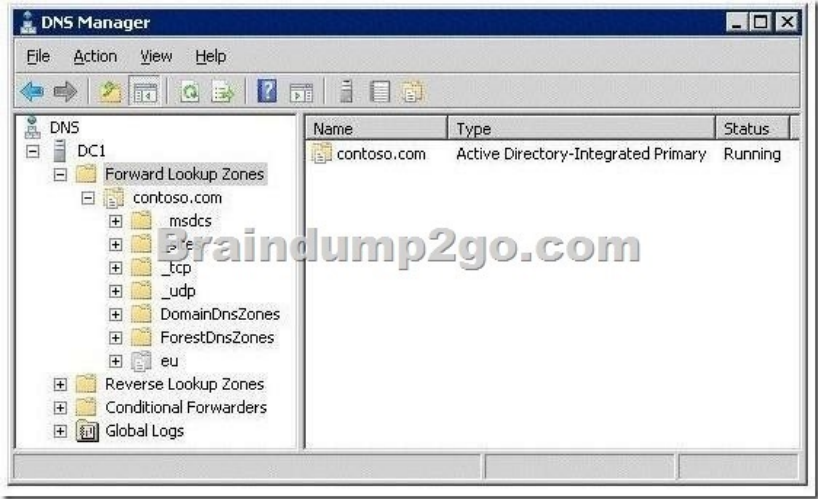 DNS Manager
File Action View Help
DNS
DC1
Forward Lookup Zones
contoso.com
_msdcs
_sites
_tcp
_udp
DomainDnsZones
ForestDnsZones
eu
Reverse Lookup Zones
Conditional Forwarders
Global Logs
Name Type Status
contoso.com Active Directory-Integrated Primary Running
Braindump2go.com